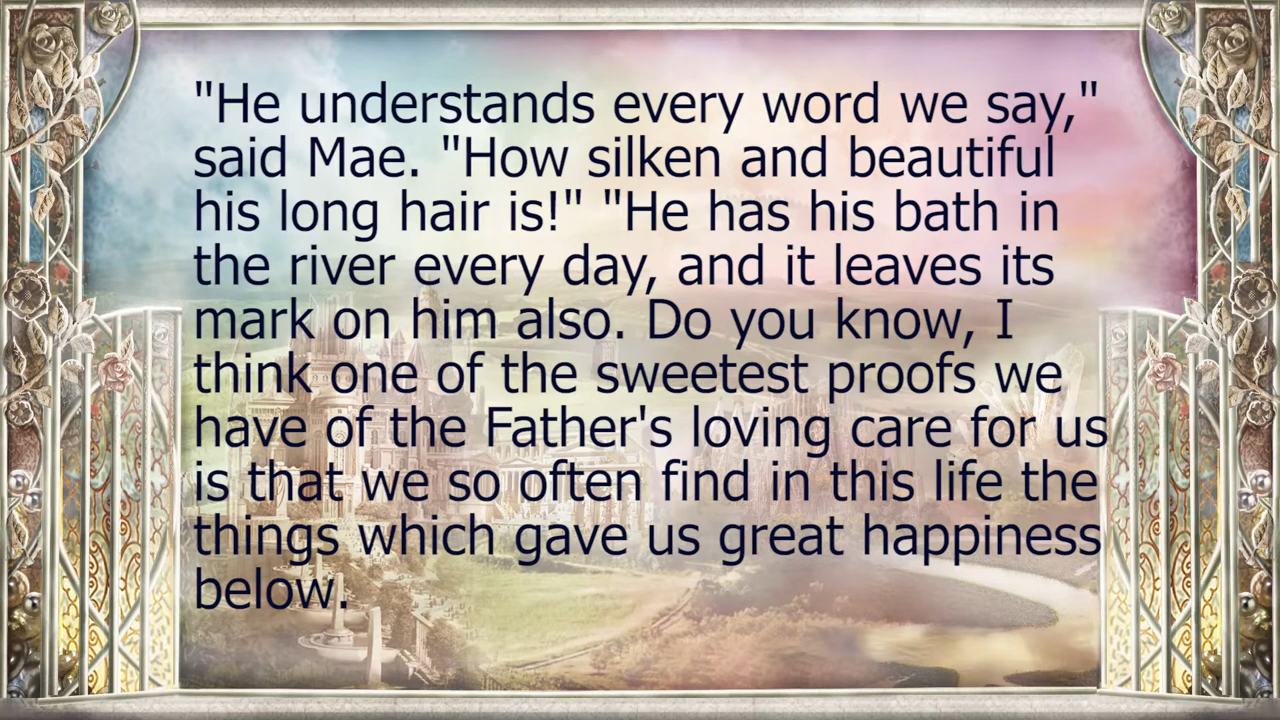 "He understands every word we say,"
said Mae. "How silken and beautiful
his long hair is!" "He has his bath in
the river every day, and it leaves its
mark on him also. Do you know, I
think one of the sweetest proofs we
have of the Father's loving care for us
is that we so often find in this life the
things which gave us great happiness
below.